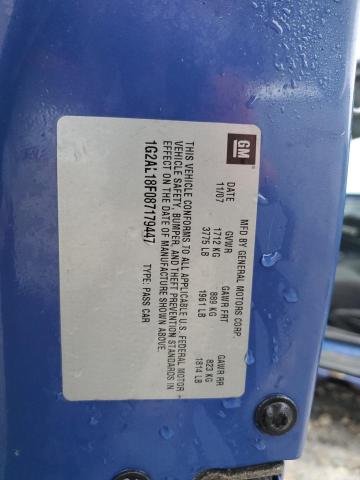 GM
MFD BY GENERAL MOTORS CORP.
DATE GVWR GAWR FRT GAWR RR
11/07 1712 KG 889 KG 823 KG
3775 LB 1961 LB 1814 LB
THIS VEHICLE CONFORMS TO ALL APPLICABLE U.S. FEDERAL MOTOR
VEHICLE SAFETY, BUMPER, AND THEFT PREVENTION STANDARDS IN
EFFECT ON THE DATE OF MANUFACTURE SHOWN ABOVE.
1G2AL18F087179447 TYPE: PASS CAR